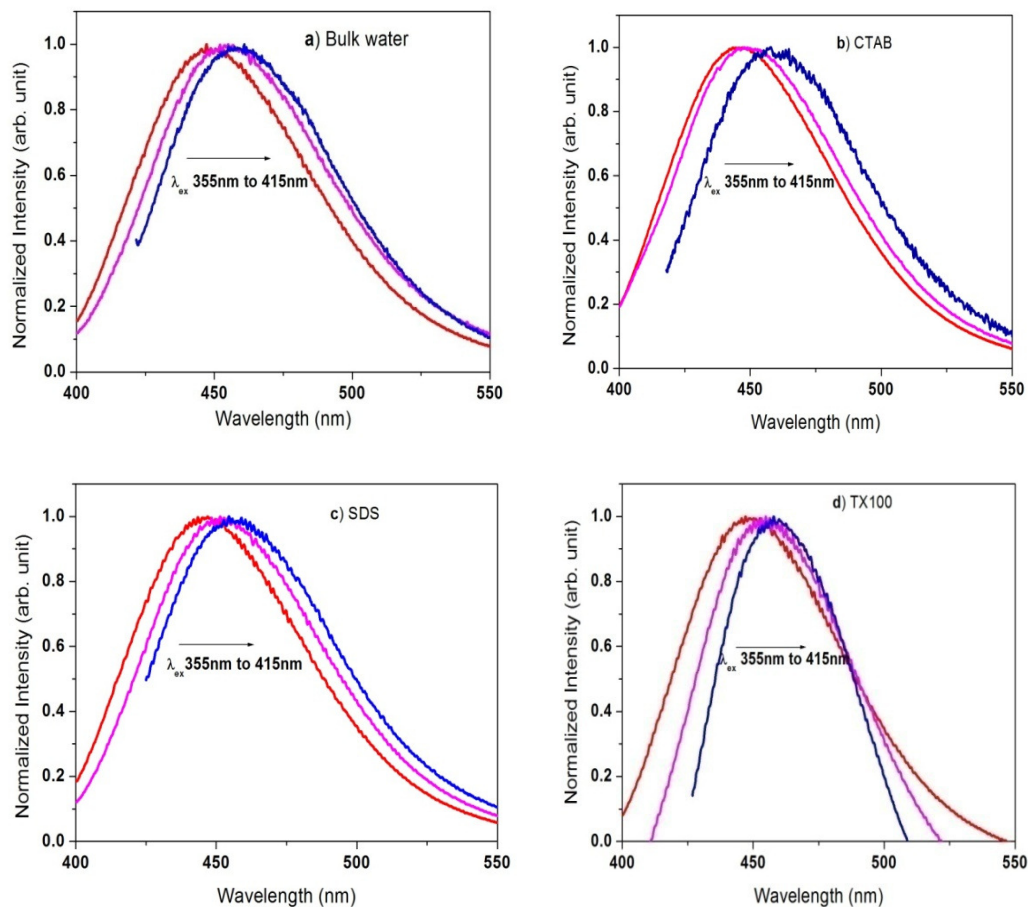 a) Bulk water
Normalized Intensity (arb. unit)
1.0
0.8
0.6
0.4
0.2
0.0
λex 355nm to 415nm
400 450 500 550
Wavelength (nm)
b) CTAB
Normalized Intensity (arb. unit)
1.0
0.8
0.6
0.4
0.2
0.0
λex 355nm to 415nm
400 450 500 550
Wavelength (nm)
c) SDS
Normalized Intensity (arb. unit)
1.0
0.8
0.6
0.4
0.2
0.0
λex 355nm to 415nm
400 450 500 550
Wavelength (nm)
d) TX100
Normalized Intensity (arb. unit)
1.0
0.8
0.6
0.4
0.2
0.0
λex 355nm to 415nm
400 450 500 550
Wavelength (nm)